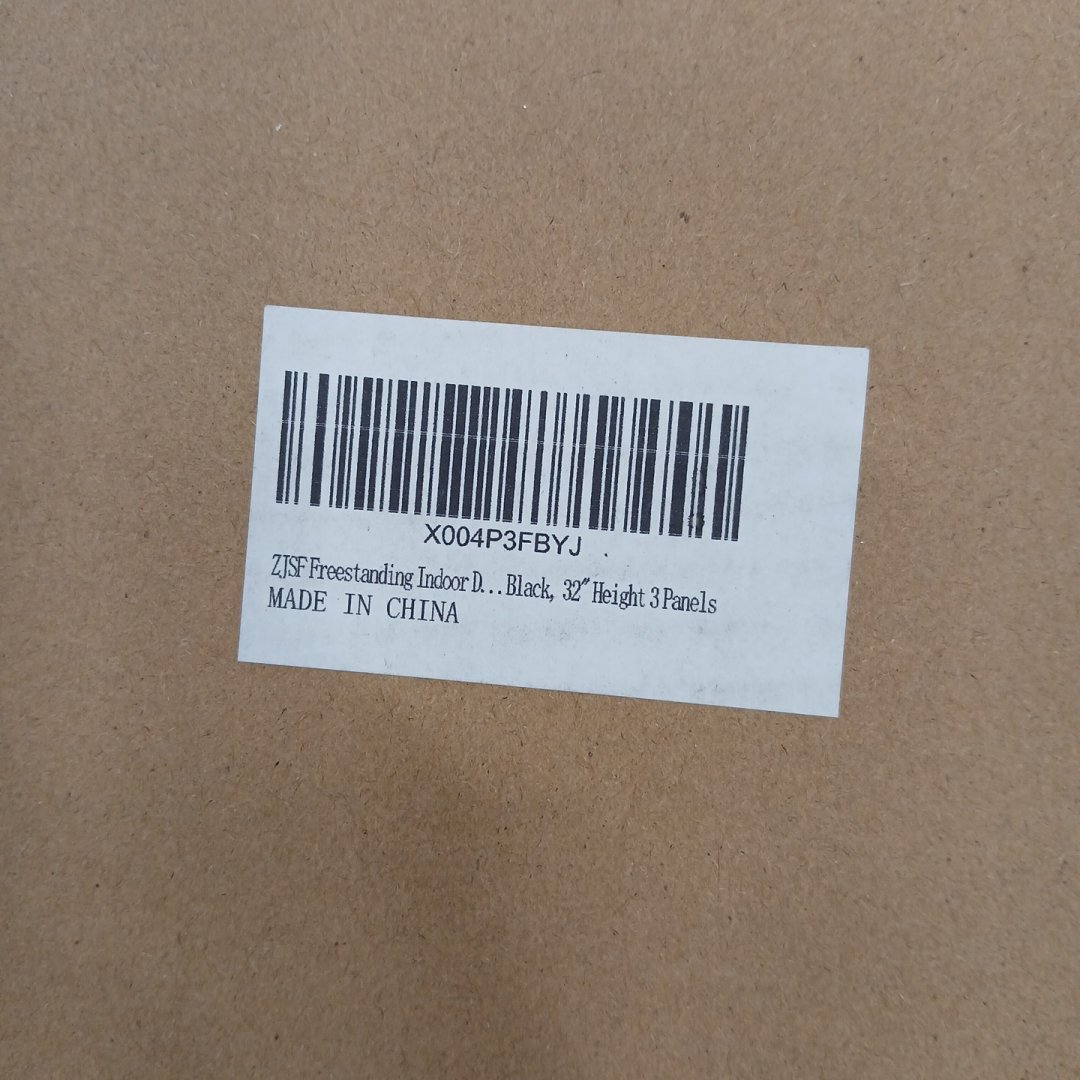 X004P3FBYJ
ZJSF Freestanding Indoor D...Black, 32" Height 3 Panels
MADE IN CHINA